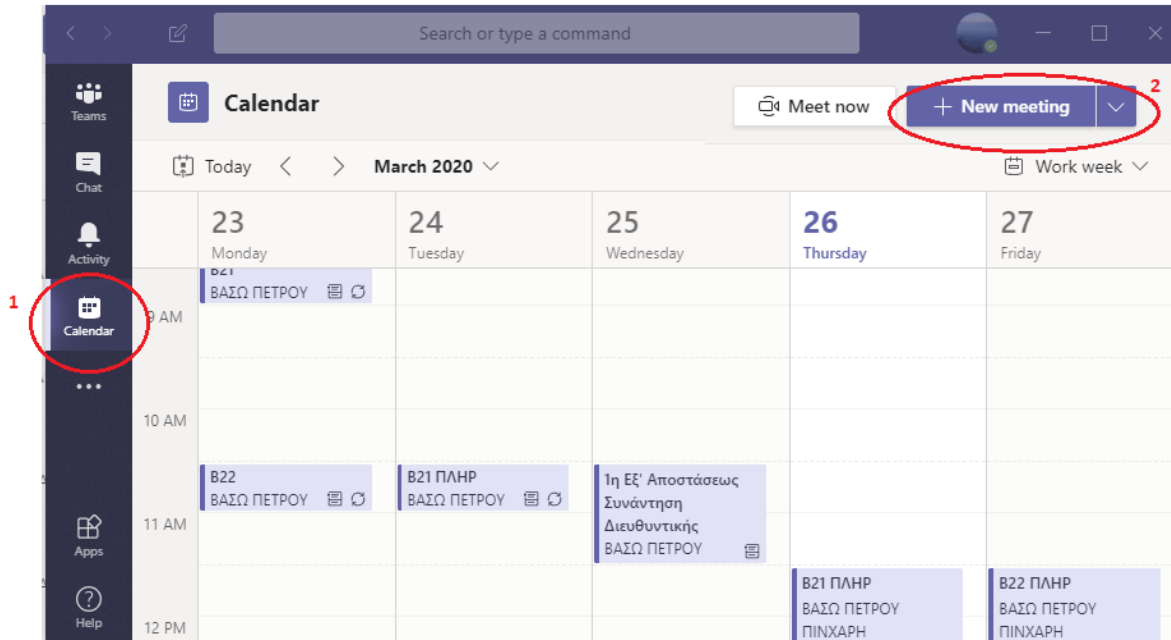 Search or type a command
Teams
Chat
Activity
Calendar
Apps
Help
1
2
Calendar
Meet now
New meeting
Today
March 2020
Work week
23
Monday
24
Tuesday
25
Wednesday
26
Thursday
27
Friday
9 AM
10 AM
11 AM
12 PM
B21
ΒΑΣΩ ΠΕΤΡΟΥ
B22
ΒΑΣΩ ΠΕΤΡΟΥ
B21 ΠΛΗΡ
ΒΑΣΩ ΠΕΤΡΟΥ
1η Εξ' Αποστάσεως
Συνάντηση
Διευθυντικής
ΒΑΣΩ ΠΕΤΡΟΥ
B21 ΠΛΗΡ
ΒΑΣΩ ΠΕΤΡΟΥ
ΠΙΝΧΑΡΗ
B22 ΠΛΗΡ
ΒΑΣΩ ΠΕΤΡΟΥ
ΠΙΝΧΑΡΗ